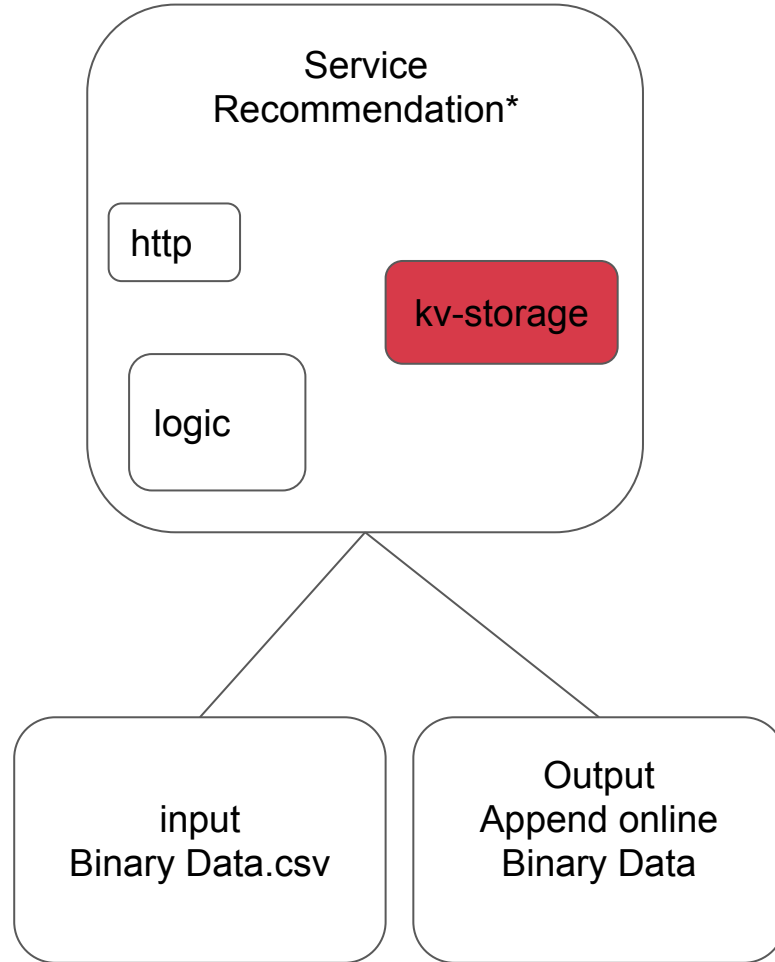 Service
Recommendation*
http
kv-storage
logic
input
Binary Data.csv
Output
Append online
Binary Data